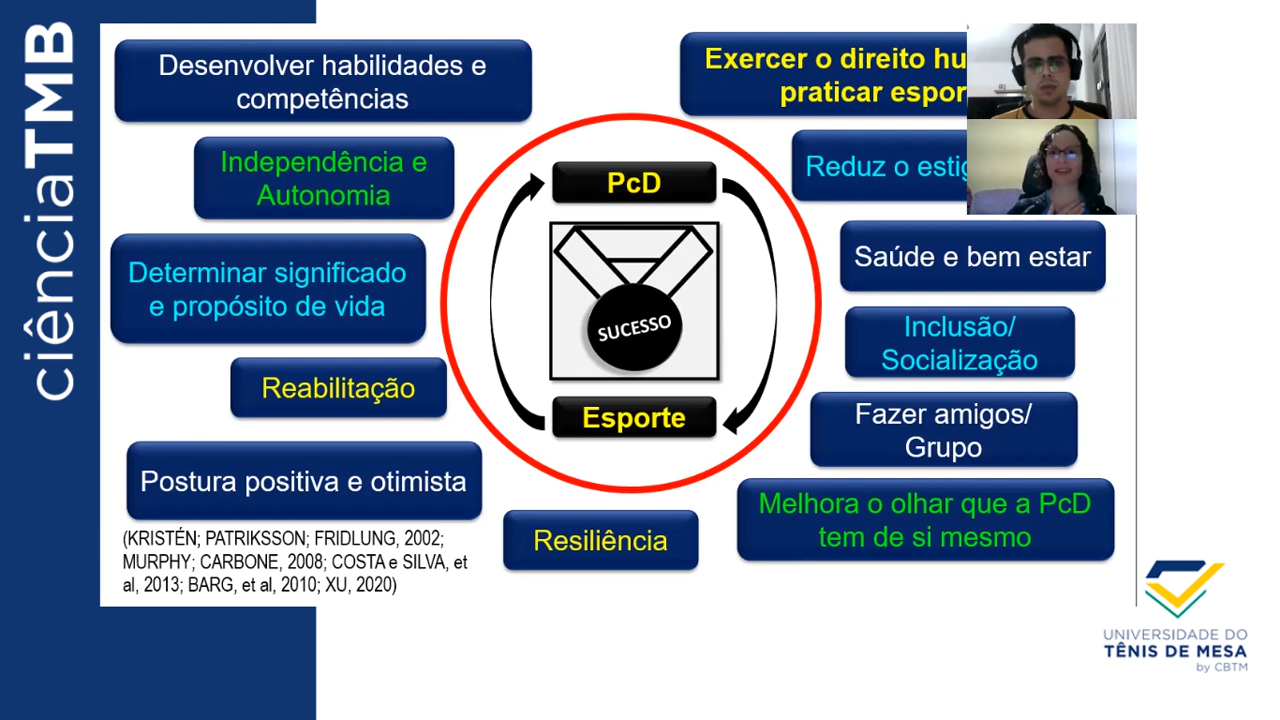 ciênciaTMB
Desenvolver habilidades e
competências
Independência e
Autonomia
Determinar significado
e propósito de vida
Reabilitação
Postura positiva e otimista
(KRISTÉN; PATRIKSSON; FRIDLUNG, 2002;
MURPHY; CARBONE, 2008; COSTA e SILVA, et
al, 2013; BARG, et al, 2010; XU, 2020)
PcD
SUCESSO
Esporte
Resiliência
Exercer o direito
praticar
Reduz o
Saúde e bem estar
Inclusão/
Socialização
Fazer amigos/
Grupo
Melhora o olhar que a PcD
tem de si mesmo
UNIVERSIDADE DO
TÊNIS DE MESA
by CBTM